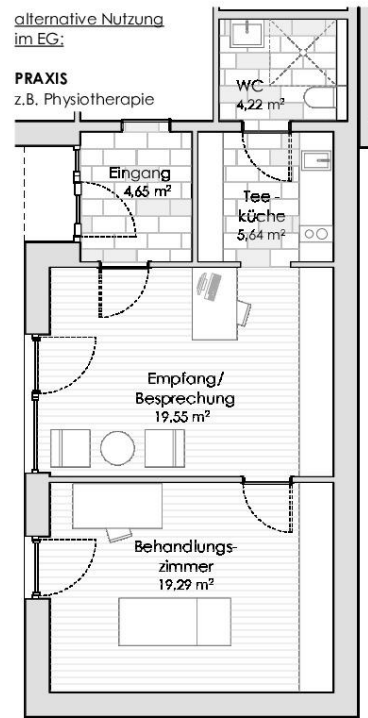 alternative Nutzung
im EG:
PRAXIS
z.B. Physiotherapie
WC
4,22 m²
Eingang
4,65 m²
Tee -
küche
5,64 m²
Empfang/
Besprechung
19,55 m²
Behandlungs-
zimmer
19,29 m²